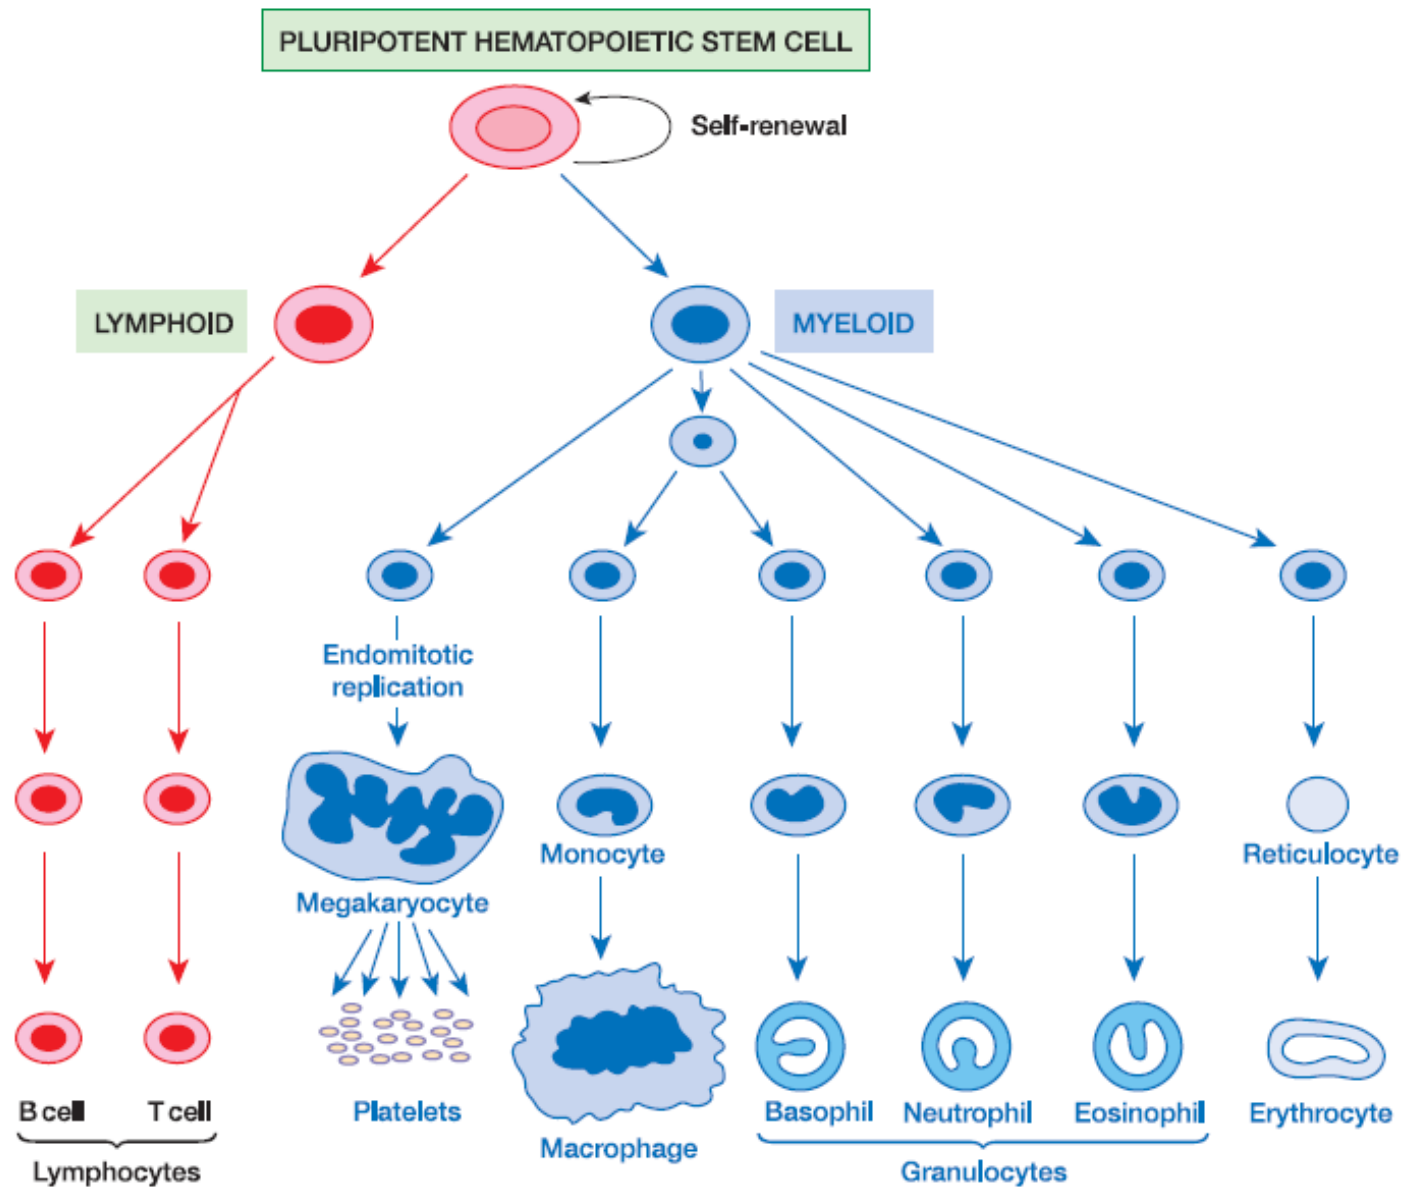 PLURIPOTENT HEMATOPOIETIC STEM CELL
Self-renewal
LYMPHOID
MYELOID
Endomitotic
replication
Megakaryocyte
Monocyte
Reticulocyte
B cell
T cell
Platelets
Macrophage
Basophil
Neutrophil
Eosinophil
Erythrocyte
Lymphocytes
Granulocytes